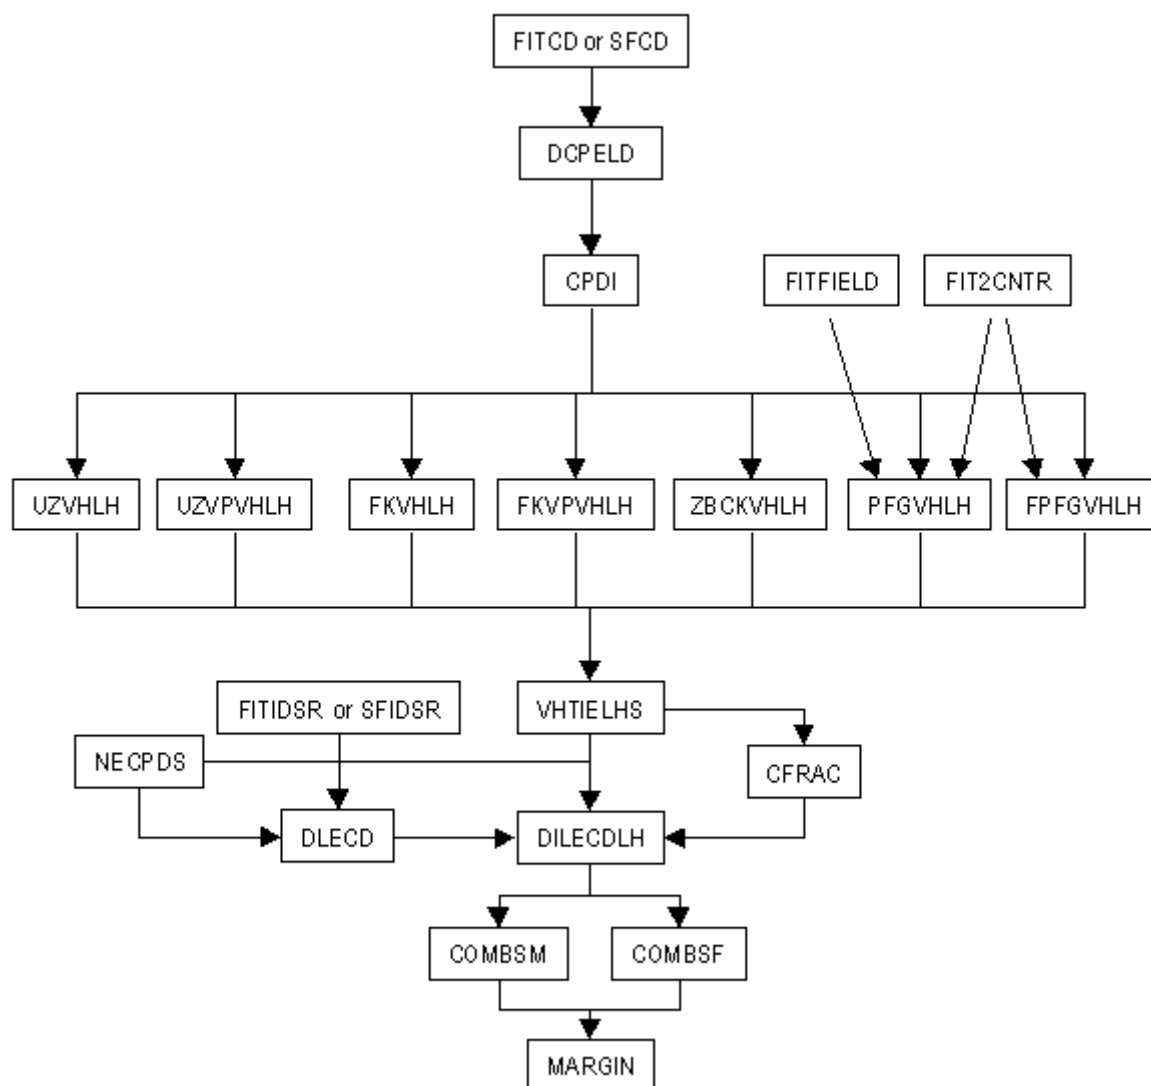 FITCD or SFCD
DCPELD
CPDI
FITFIELD
FIT2CNTR
UZVHLH
UZVPVHLH
FKVHLH
FKVPVHLH
ZBCKVHLH
PFGVHLH
FPFGVHLH
FITIDSR or SFIDSR
VHTIELHS
NECPDS
CFRAC
DLECD
DILECDLH
COMBSM
COMBSF
MARGIN